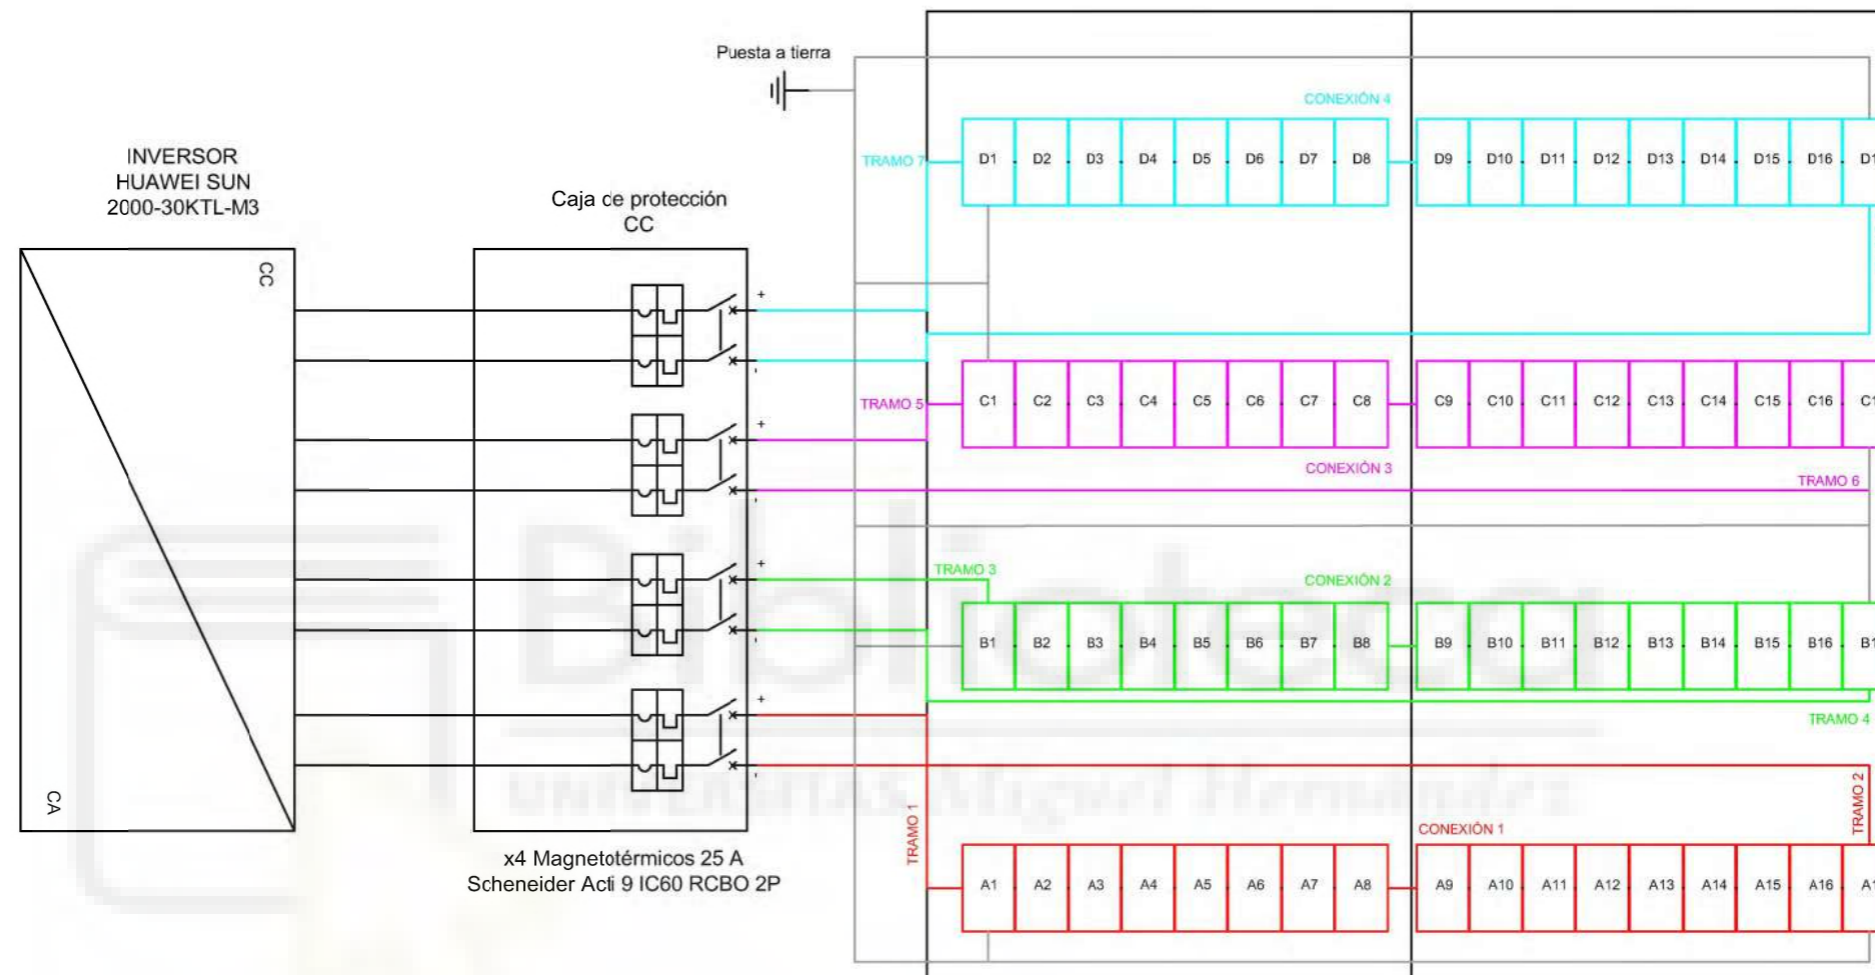 Puesta a tierra
INVERSOR
HUAWEI SUN
2000-30KTL-M3
CC
CA
Caja de protección
CC
+
-
+
-
+
-
+
-
x4 Magnetotérmicos 25 A
Scheneider Acti 9 IC60 RCBO 2P
CONEXIÓN 4
TRAMO 7
D1 D2 D3 D4 D5 D6 D7 D8 D9 D10 D11 D12 D13 D14 D15 D16
TRAMO 5
C1 C2 C3 C4 C5 C6 C7 C8 C9 C10 C11 C12 C13 C14 C15 C16
CONEXIÓN 3
TRAMO 6
TRAMO 3
CONEXIÓN 2
B1 B2 B3 B4 B5 B6 B7 B8 B9 B10 B11 B12 B13 B14 B15 B16
TRAMO 4
TRAMO 1
TRAMO 2
CONEXIÓN 1
A1 A2 A3 A4 A5 A6 A7 A8 A9 A10 A11 A12 A13 A14 A15 A16
Biblioteca
UNIVERSITAS Miguel Hernández